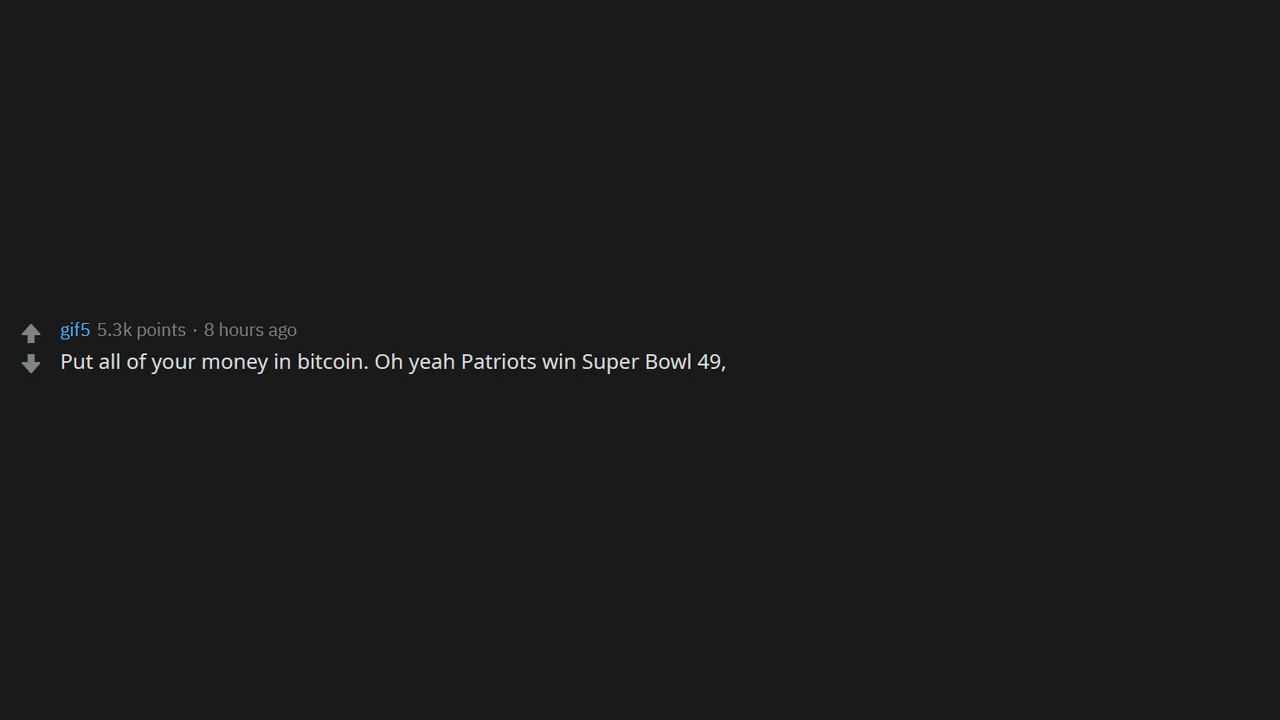 gif5 5.3k points · 8 hours ago
Put all of your money in bitcoin. Oh yeah Patriots win Super Bowl 49,